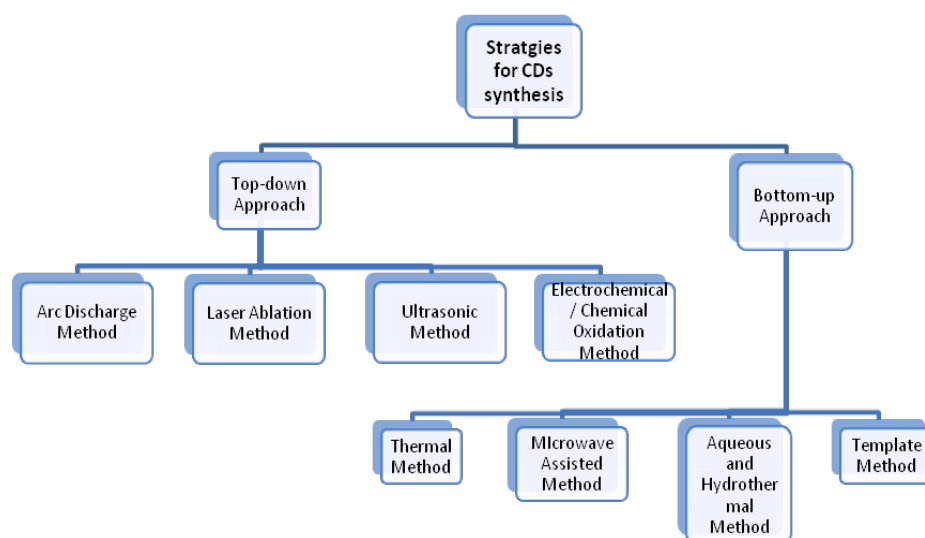 Stratgies
for CDs
synthesis
Top-down
Approach
Bottom-up
Approach
Arc Discharge
Method
Laser Ablation
Method
Ultrasonic
Method
Electrochemical
/ Chemical
Oxidation
Method
Thermal
Method
MIcrowave
Assisted
Method
Aqueous
and
Hydrother
mal
Method
Template
Method